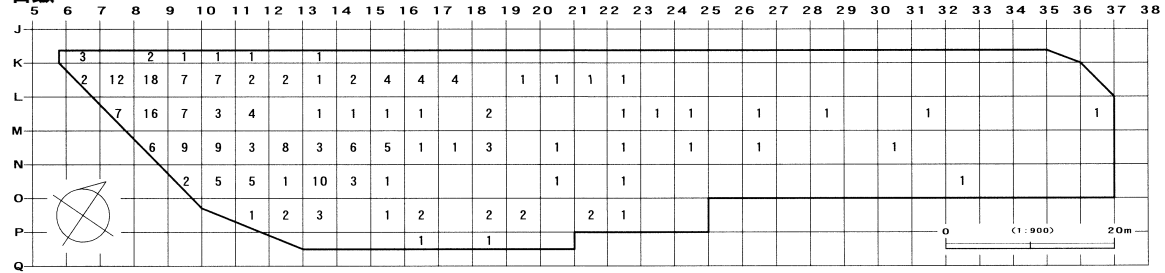 5 6 7 8 9 10 11 12 13 14 15 16 17 18 19 20 21 22 23 24 25 26 27 28 29 30 31 32 33 34 35 36 37 38
J
3 2 1 1 1 1
K
2 12 18 7 7 2 2 1 2 4 4 4 1 1 1 1
L
7 16 7 3 4 1 1 1 1 2 1 1 1 1 1 1 1
M
6 9 9 3 8 3 6 5 1 1 3 1 1 1 1 1
N
2 5 5 1 10 3 1 1 1 1
O
1 2 3 1 2 2 2 2 1
P
0 (1:900) 20m
1 1
Q